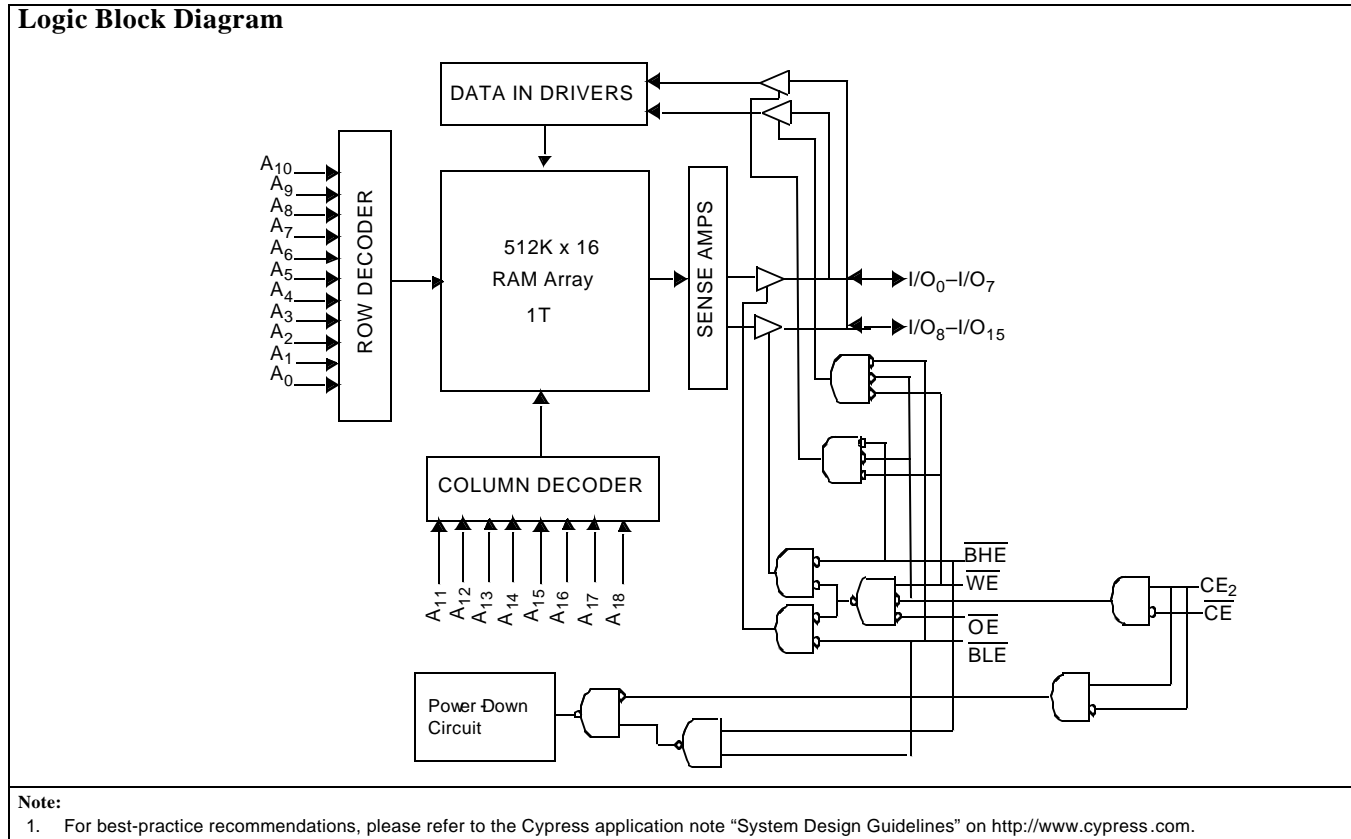 Logic Block Diagram
DATA IN DRIVERS
A10
A9
A8
A7
A6
A5
A4
A3
A2
A1
A0
ROW DECODER
512K x 16
RAM Array
1T
SENSE AMPS
I/O0–I/O7
I/O8–I/O15
COLUMN DECODER
A11
A12
A13
A14
A15
A16
A17
A18
BHE
WE
OE
BLE
CE2
CE
Power-Down
Circuit
Note:
1. For best-practice recommendations, please refer to the Cypress application note “System Design Guidelines” on http://www.cypress.com.